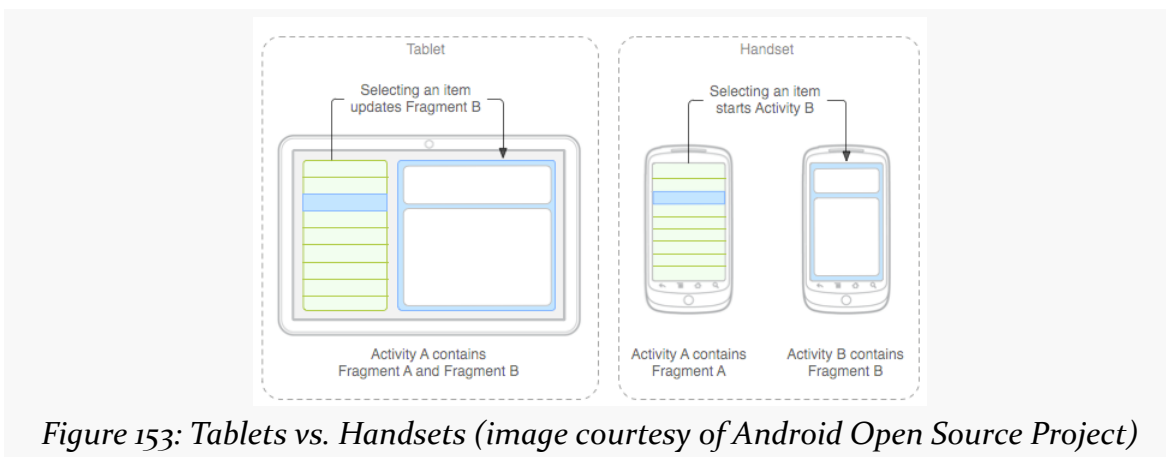 Tablet
Selecting an item
updates Fragment B
Activity A contains
Fragment A and Fragment B
Handset
Selecting an item
starts Activity B
Activity A contains
Fragment A
Activity B contains
Fragment B
Figure 153: Tablets vs. Handsets (image courtesy of Android Open Source Project)